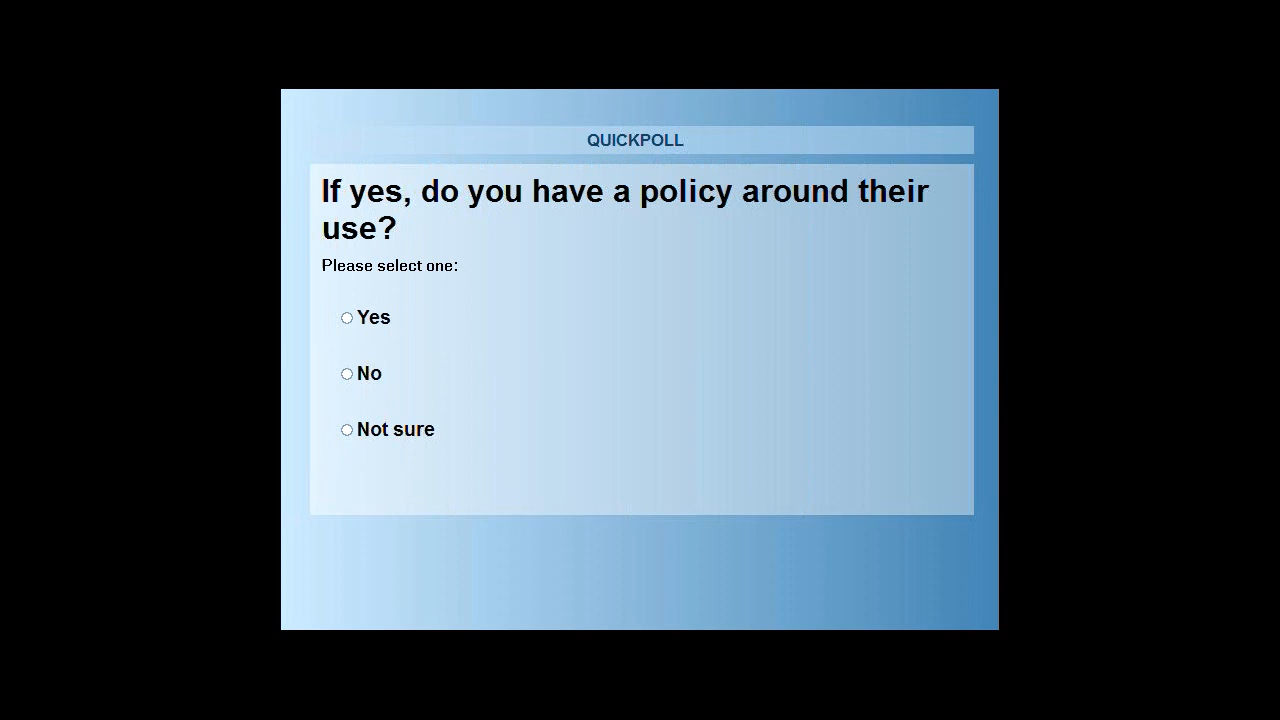 QUICKPOLL
If yes, do you have a policy around their
use?
Please select one:
Yes
No
Not sure